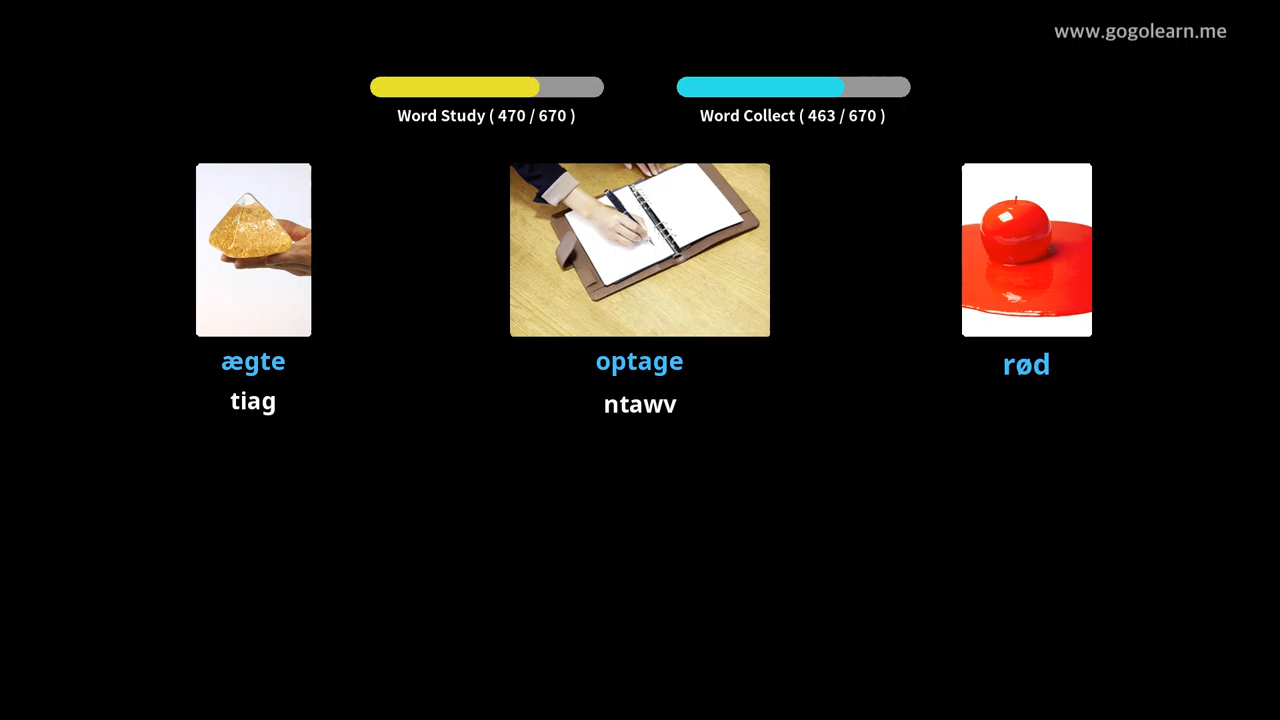 www.gogolearn.me
Word Study ( 470 / 670 )
Word Collect ( 463 / 670 )
ægte
optage
rød
tiag
ntawv